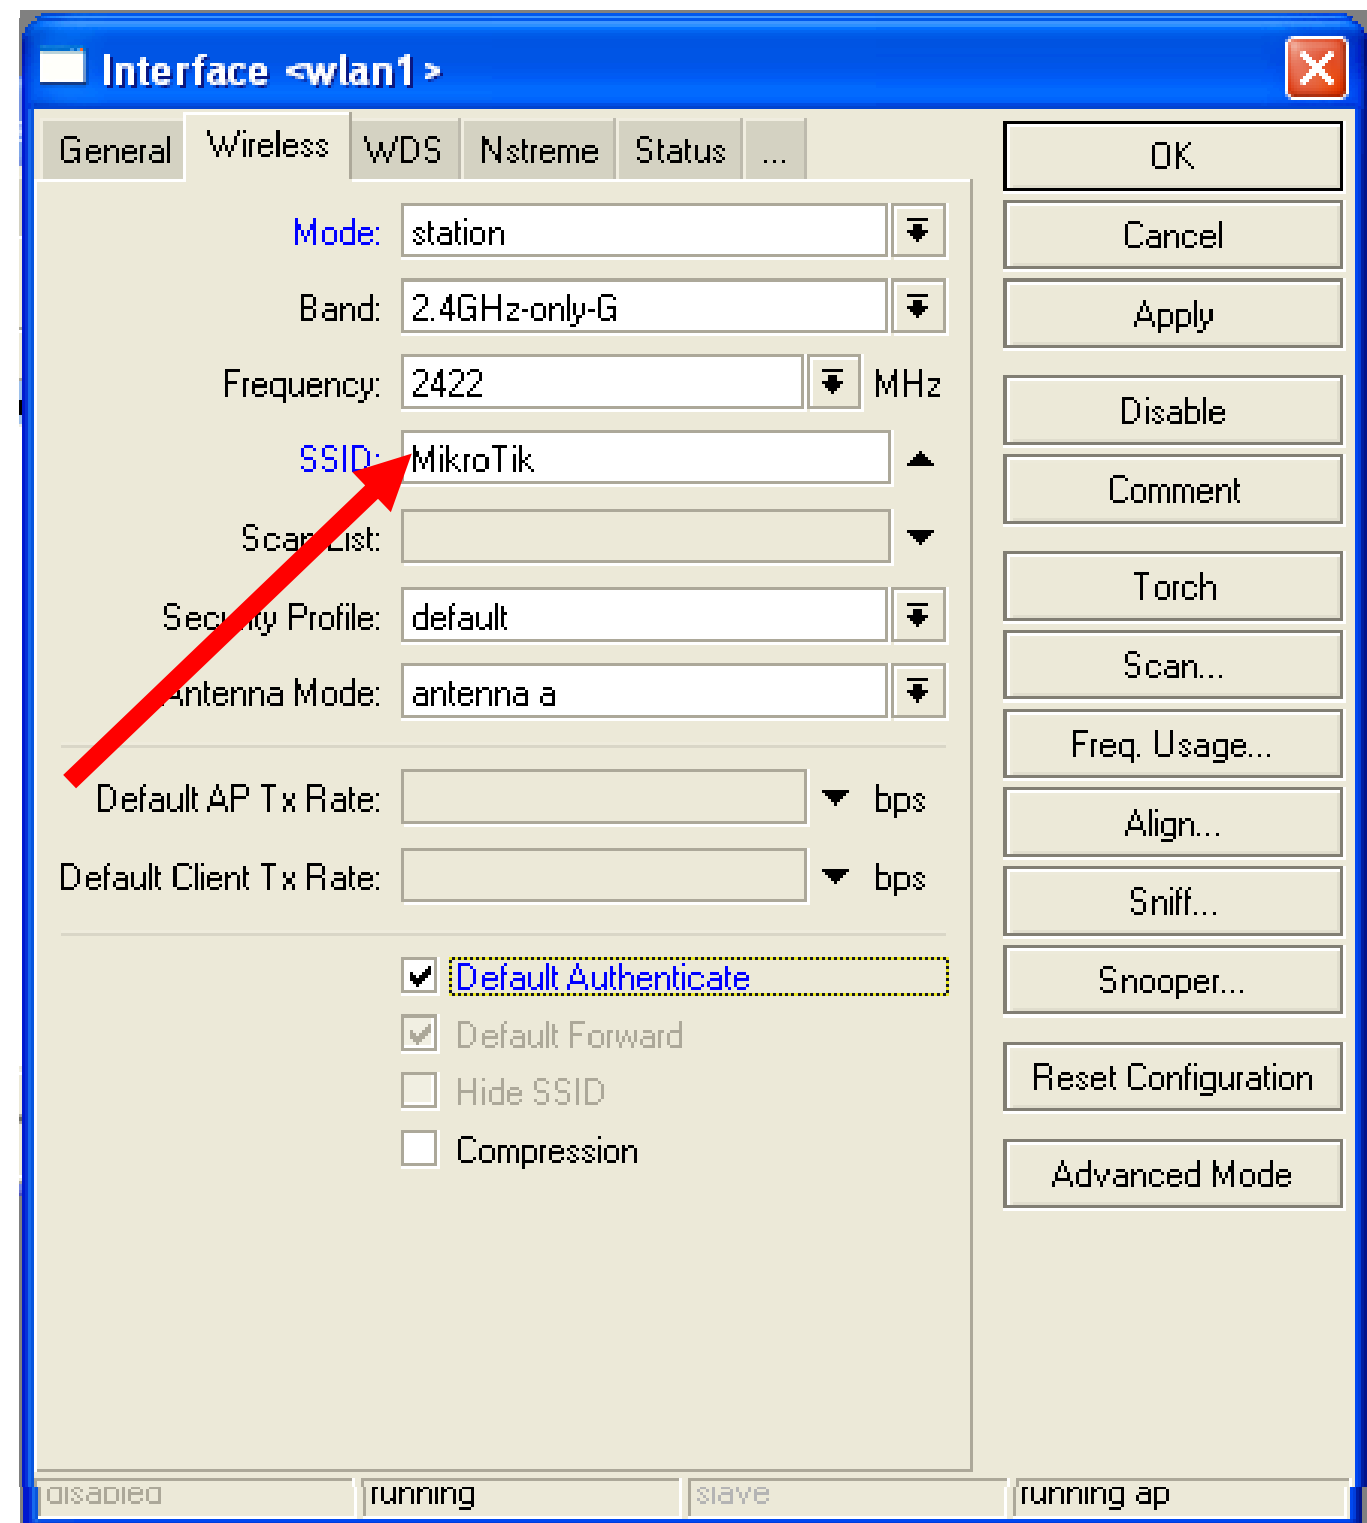 Interface <wlan1>
General Wireless WDS Nstreme Status ...
Mode: station
Band: 2.4GHz-only-G
Frequency: 2422 MHz
SSID: MikroTik
Scan List:
Security Profile: default
Antenna Mode: antenna a
Default AP Tx Rate: bps
Default Client Tx Rate: bps
Default Authenticate
Default Forward
Hide SSID
Compression
OK
Cancel
Apply
Disable
Comment
Torch
Scan...
Freq. Usage...
Align...
Sniff...
Snooper...
Reset Configuration
Advanced Mode
disabled running slave running ap